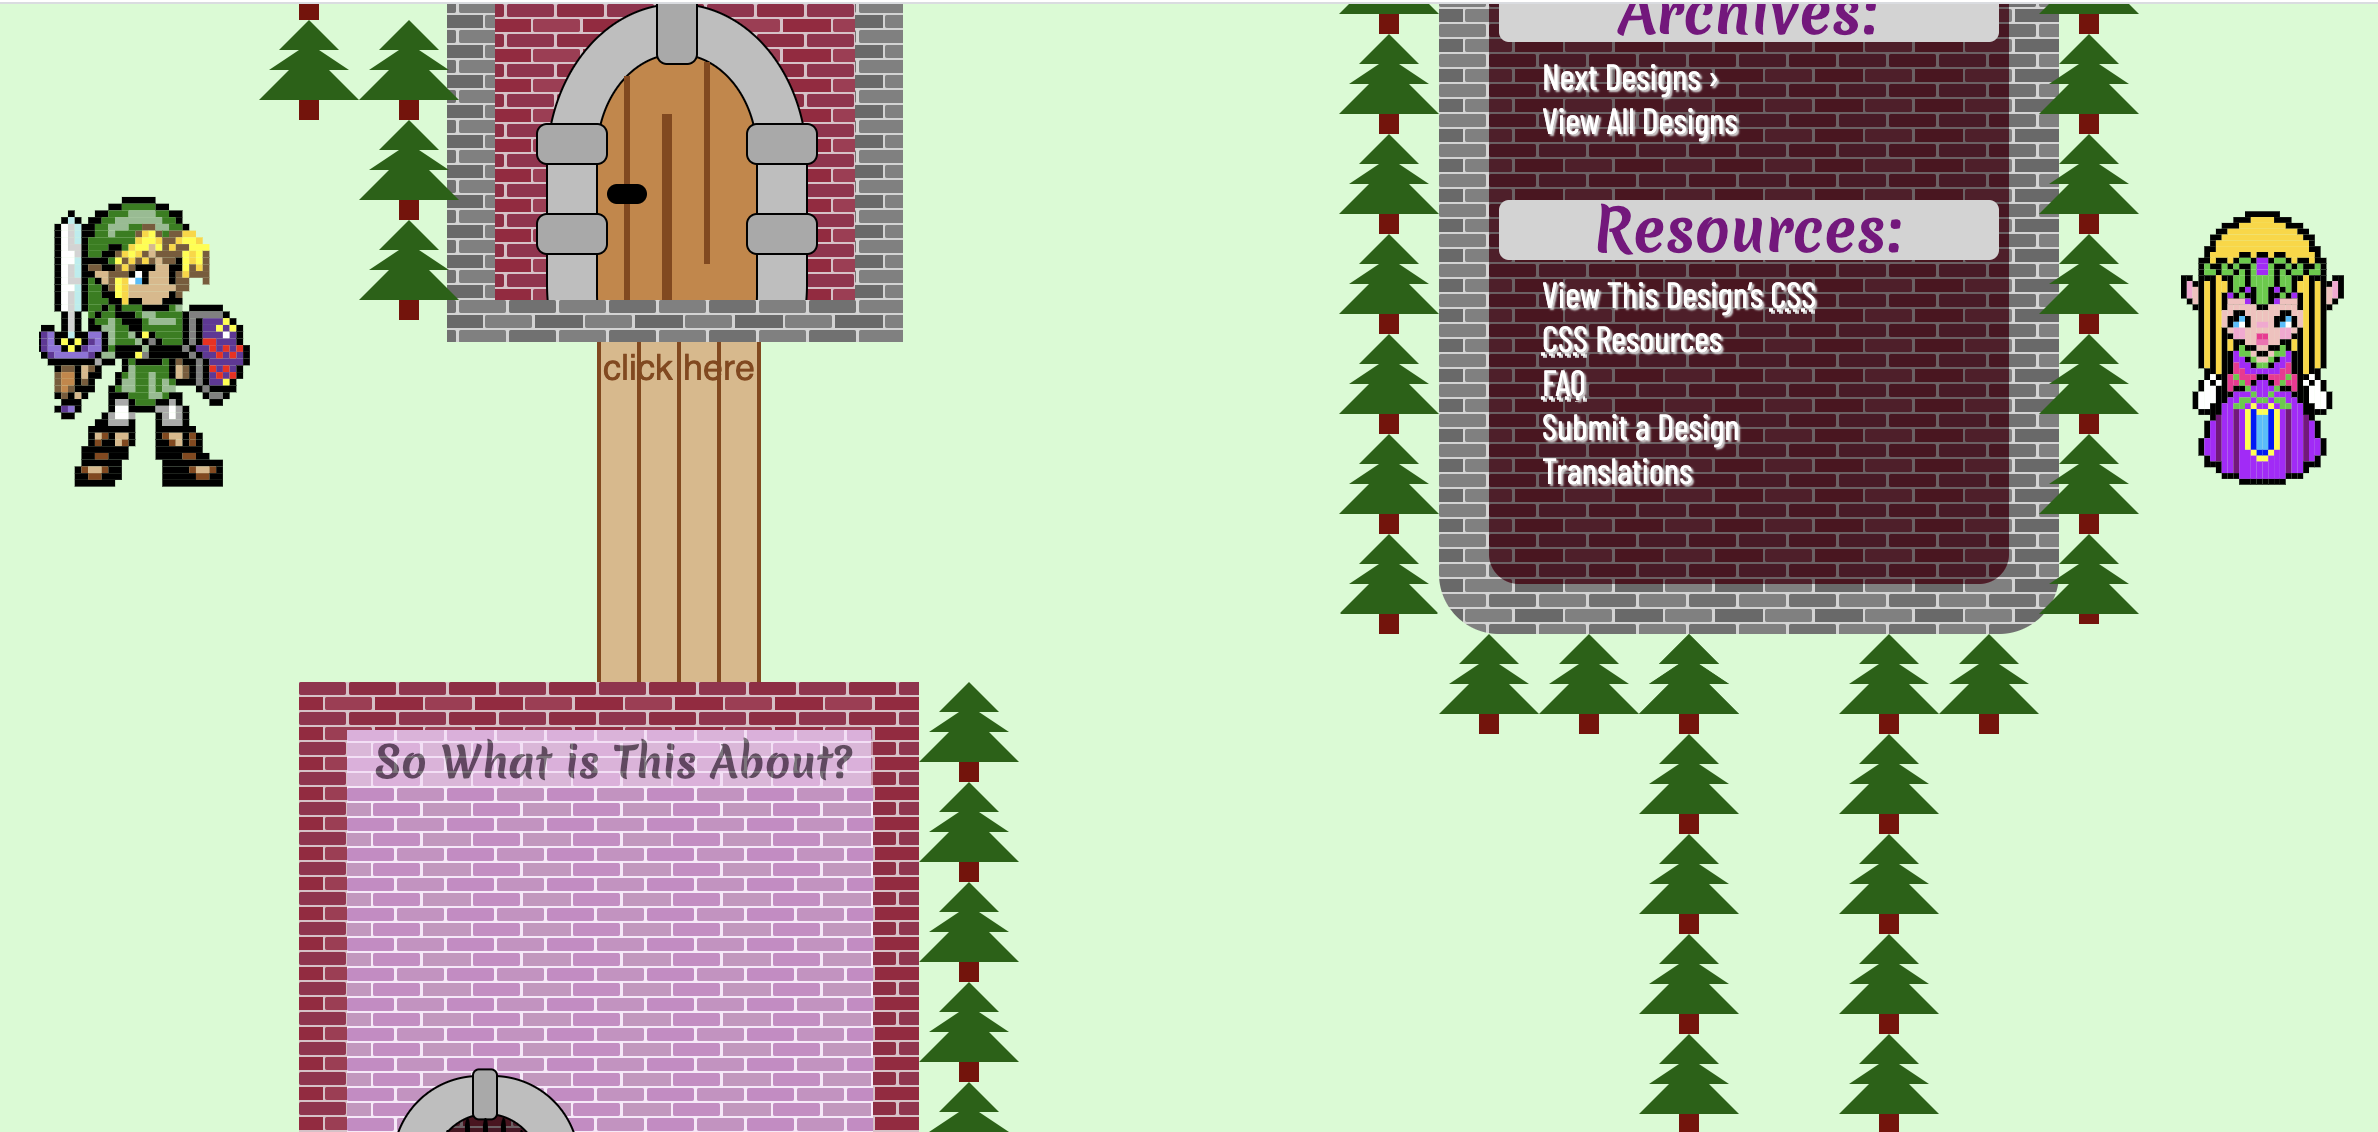 click here
So What is This About?
Archives:
Next Designs ›
View All Designs
Resources:
View This Design’s CSS
CSS Resources
FAQ
Submit a Design
Translations